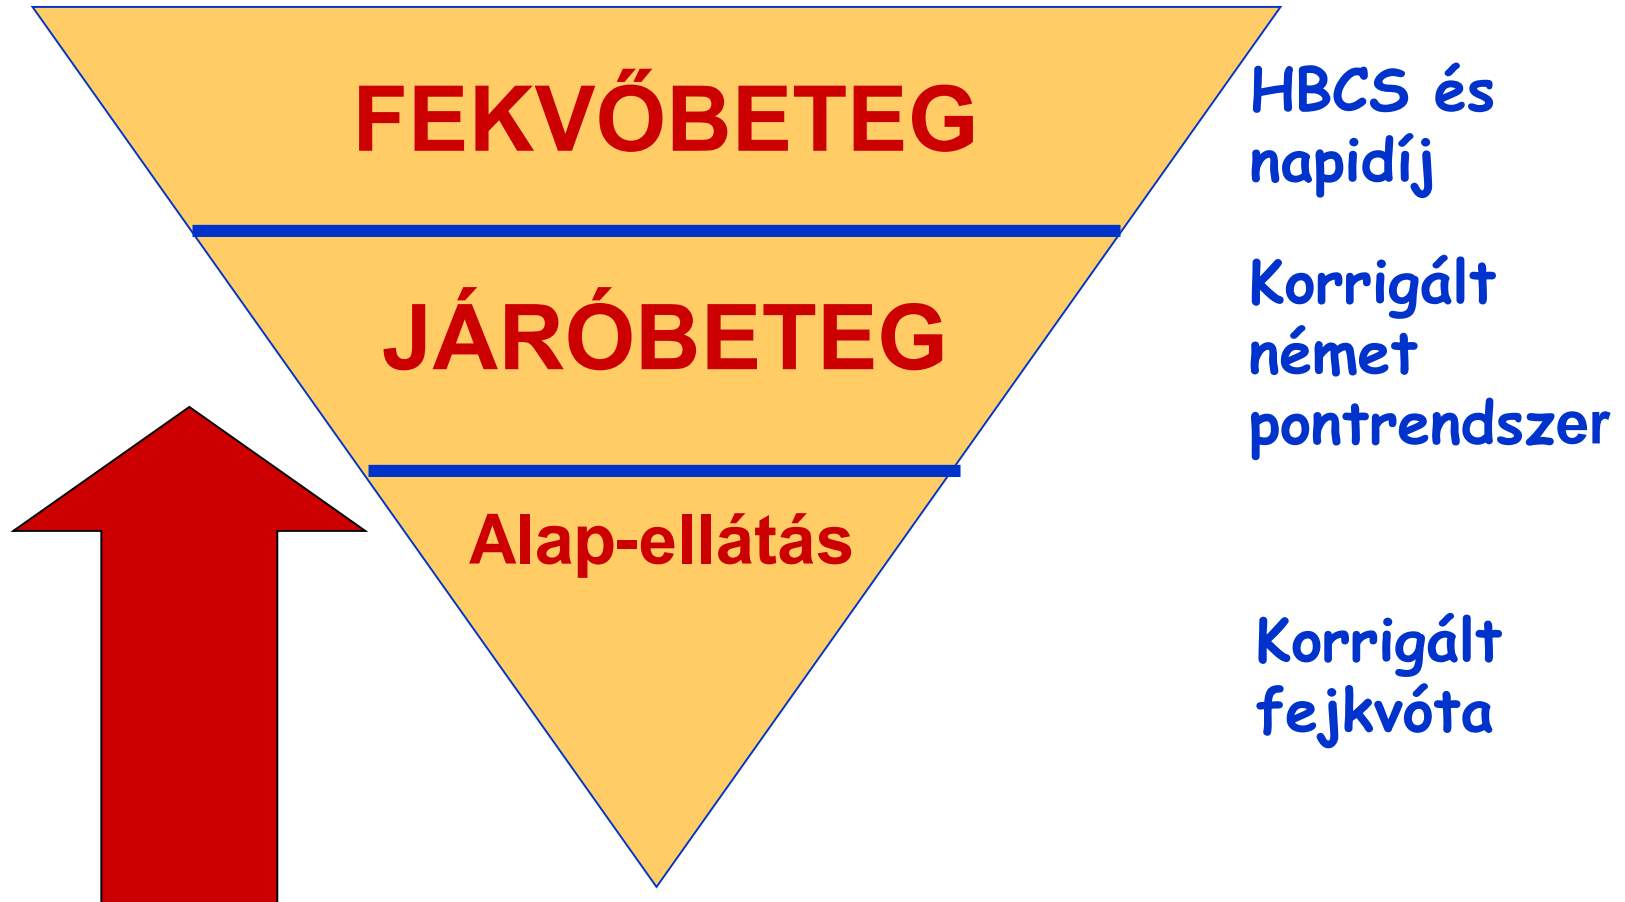 FEKVŐBETEG
HBCS és
napidíj
JÁRÓBETEG
Korrigált
német
pontrendszer
Alap-ellátás
Korrigált
fejkvóta